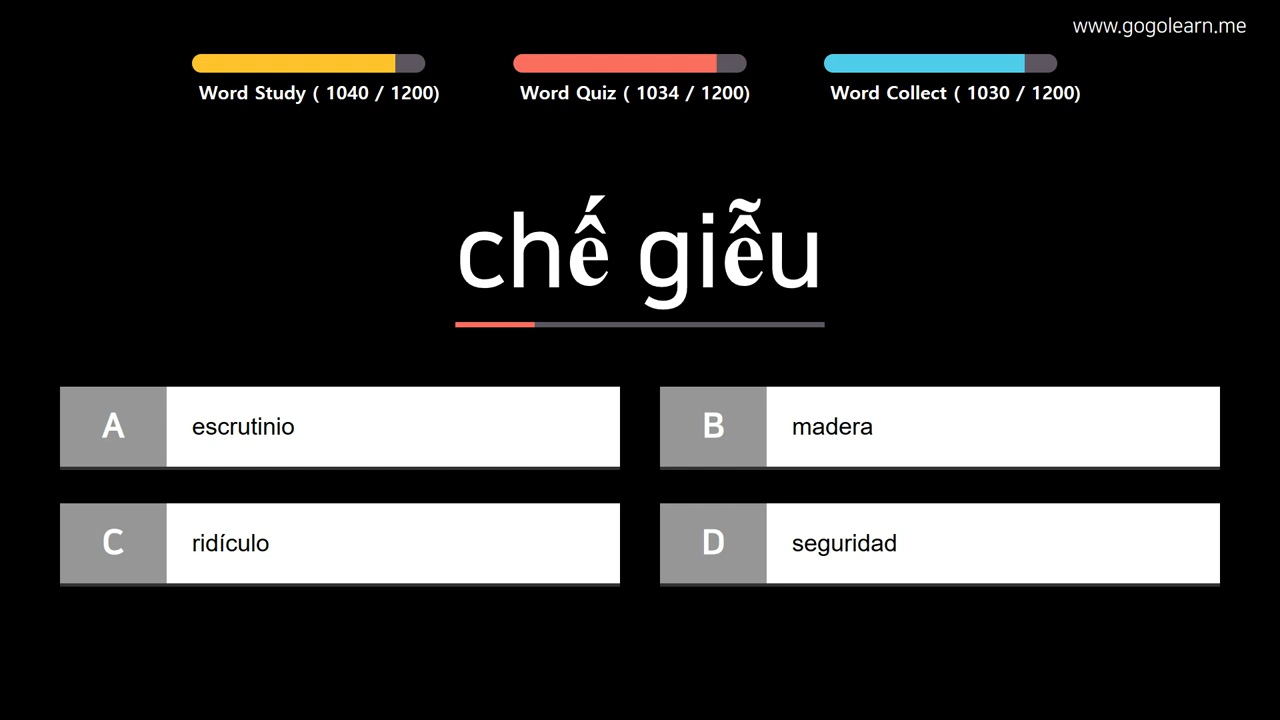 www.gogolearn.me
Word Study ( 1040 / 1200)
Word Quiz ( 1034 / 1200)
Word Collect ( 1030 / 1200)
chế giễu
A escrutinio
B madera
C ridículo
D seguridad